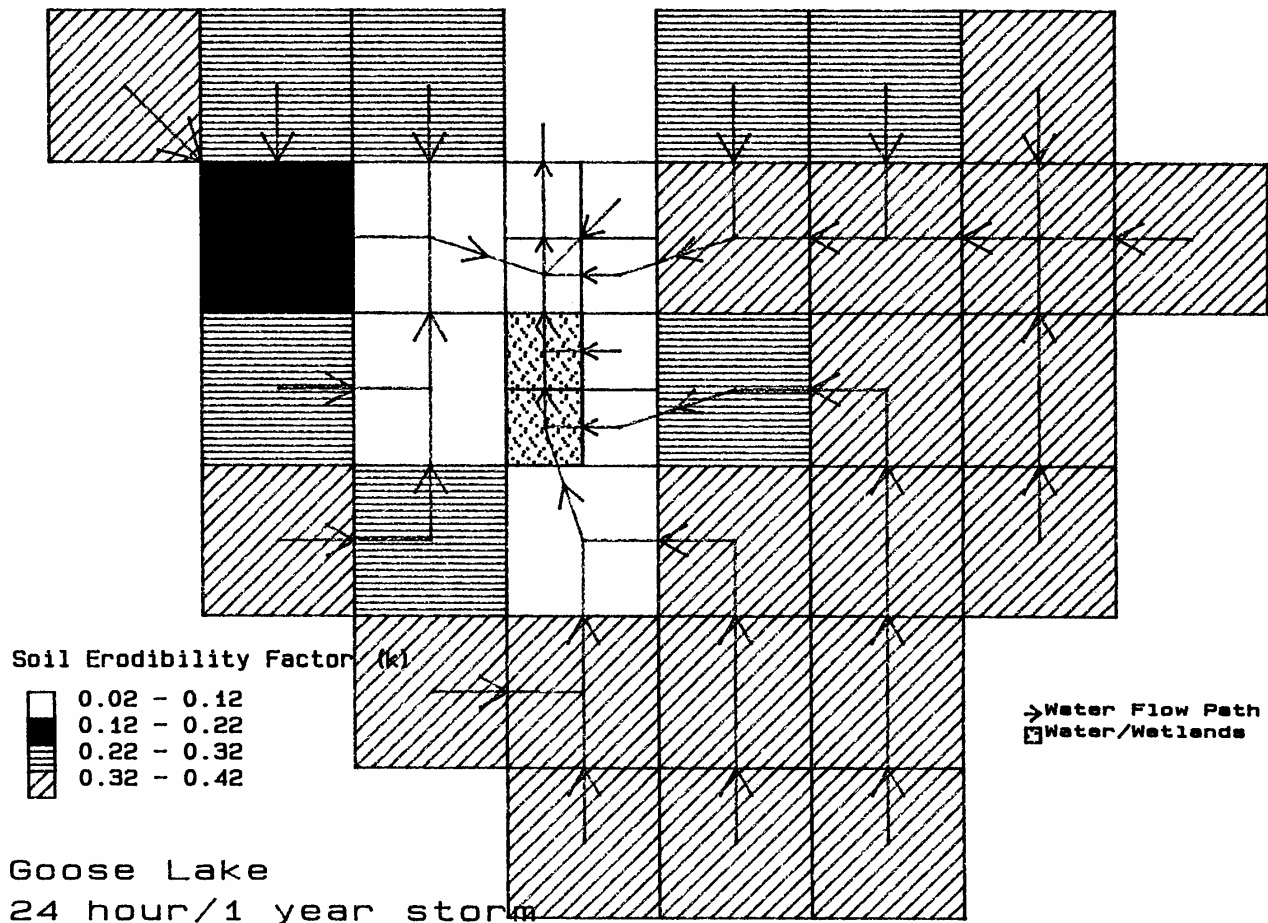 Soil Erodibility Factor (k)
0.02 - 0.12
0.12 - 0.22
0.22 - 0.32
0.32 - 0.42
Water Flow Path
Water/Wetlands
Goose Lake
24 hour/1 year storm